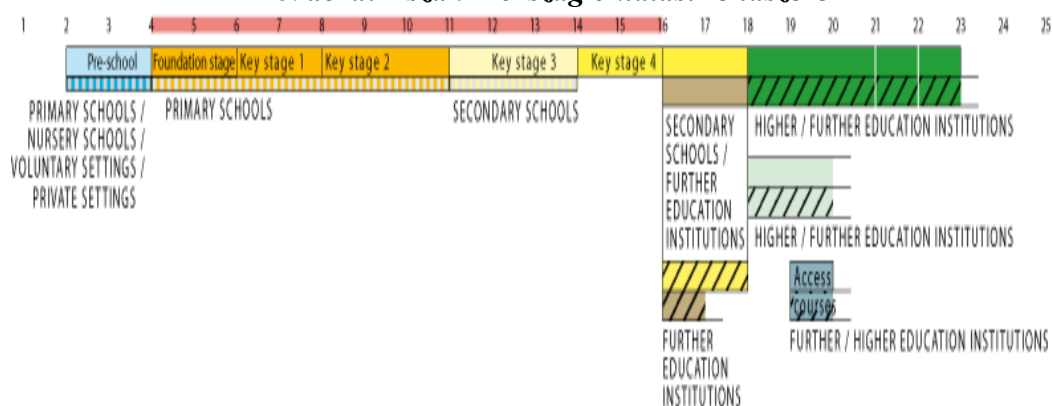 1 2 3 4 5 6 7 8 9 10 11 12 13 14 15 16 17 18 19 20 21 22 23 24 25
Pre-school Foundation stage Key stage 1 Key stage 2 Key stage 3 Key stage 4
PRIMARY SCHOOLS /
NURSERY SCHOOLS /
VOLUNTARY SETTINGS /
PRIVATE SETTINGS
PRIMARY SCHOOLS
SECONDARY SCHOOLS
SECONDARY
SCHOOLS /
FURTHER
EDUCATION
INSTITUTIONS
HIGHER / FURTHER EDUCATION INSTITUTIONS
HIGHER / FURTHER EDUCATION INSTITUTIONS
Access
courses
FURTHER / HIGHER EDUCATION INSTITUTIONS
FURTHER
EDUCATION
INSTITUTIONS